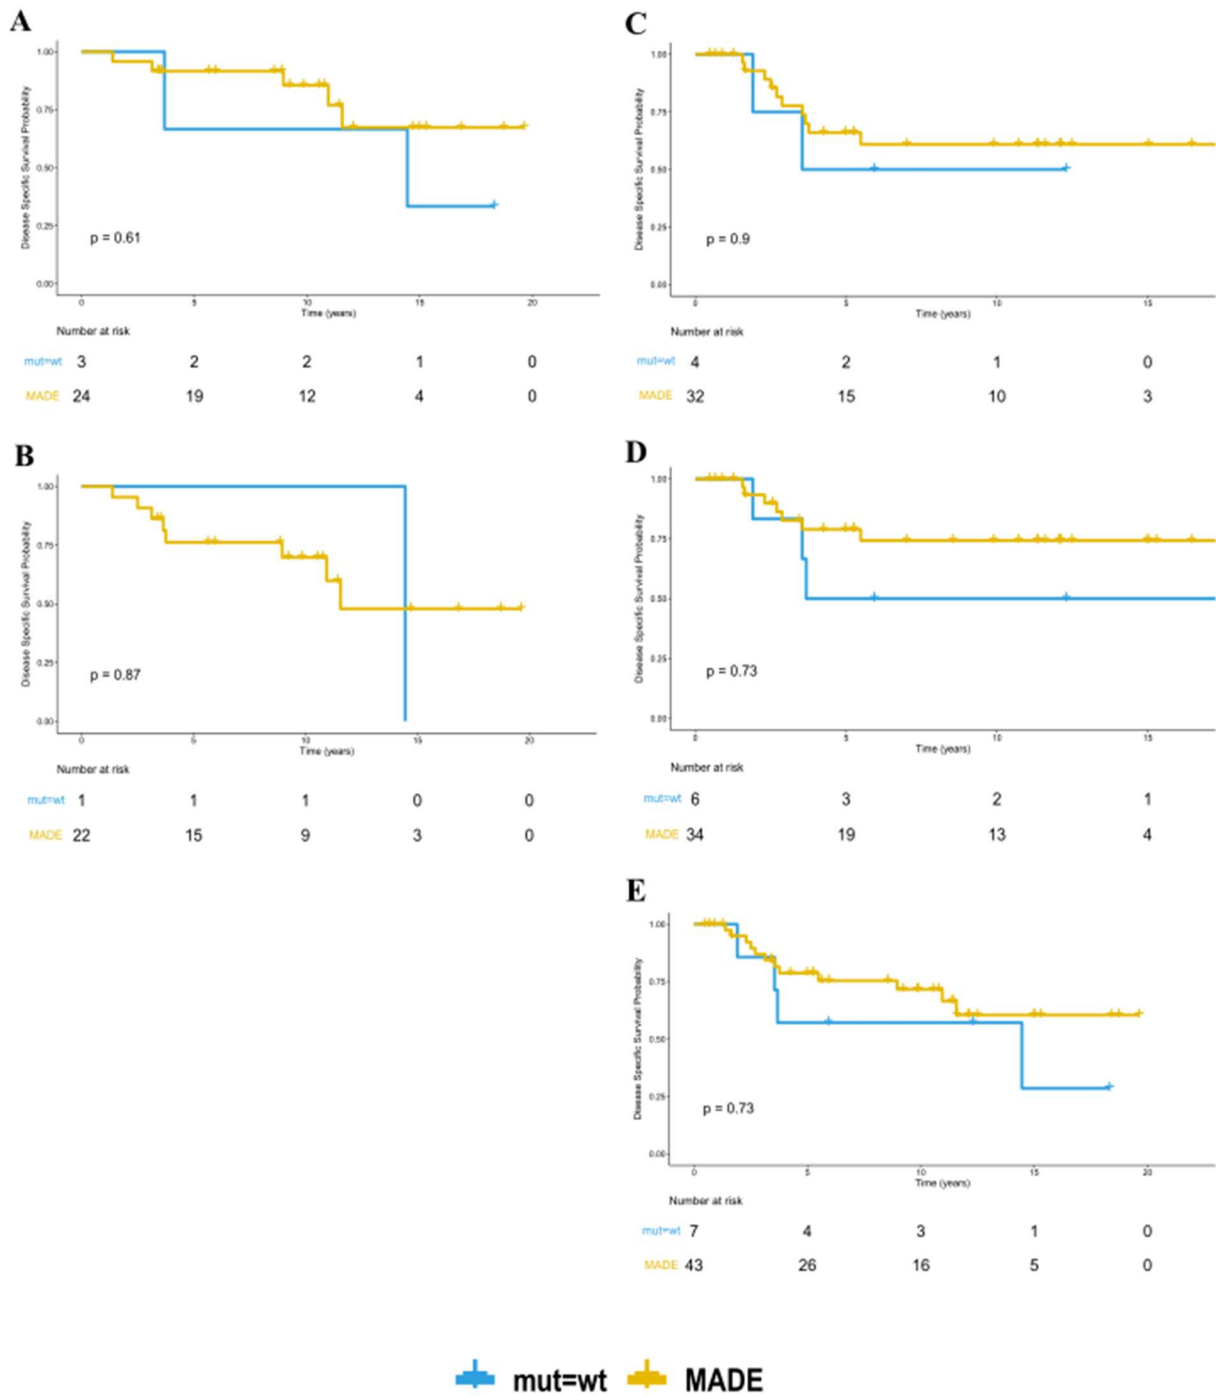 A
Disease Specific Survival Probability
1.00
0.75
0.50
0.25
0.00
p = 0.61
0 5 10 15 20
Time (years)
Number at risk
mut=wt 3 2 2 1 0
MADE 24 19 12 4 0
B
Disease Specific Survival Probability
1.00
0.75
0.50
0.25
0.00
p = 0.87
0 5 10 15 20
Time (years)
Number at risk
mut=wt 1 1 1 0 0
MADE 22 15 9 3 0
C
Disease Specific Survival Probability
1.00
0.75
0.50
0.25
0.00
p = 0.9
0 5 10 15
Time (years)
Number at risk
mut=wt 4 2 1 0
MADE 32 15 10 3
D
Disease Specific Survival Probability
1.00
0.75
0.50
0.25
0.00
p = 0.73
0 5 10 15
Time (years)
Number at risk
mut=wt 6 3 2 1
MADE 34 19 13 4
E
Disease Specific Survival Probability
1.00
0.75
0.50
0.25
0.00
p = 0.73
0 5 10 15 20
Time (years)
Number at risk
mut=wt 7 4 3 1 0
MADE 43 26 16 5 0
mut=wt MADE